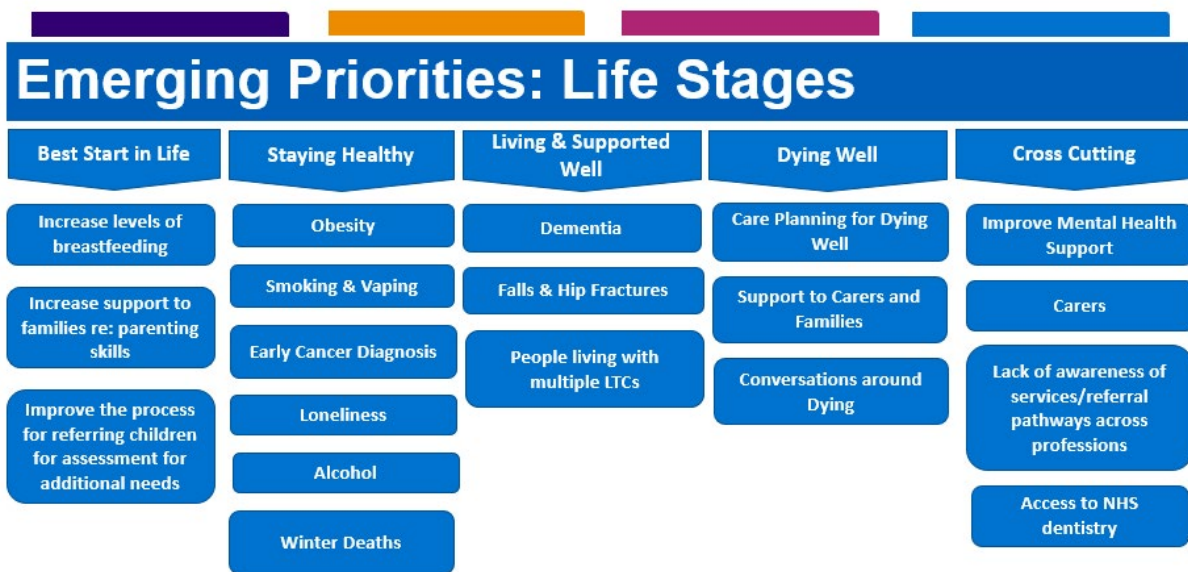 Emerging Priorities: Life Stages
Best Start in Life
Increase levels of
breastfeeding
Increase support to
families re: parenting
skills
Improve the process
for referring children
for assessment for
additional needs
Staying Healthy
Obesity
Smoking & Vaping
Early Cancer Diagnosis
Loneliness
Alcohol
Winter Deaths
Living & Supported
Well
Dementia
Falls & Hip Fractures
People living with
multiple LTCs
Dying Well
Care Planning for Dying
Well
Support to Carers and
Families
Conversations around
Dying
Cross Cutting
Improve Mental Health
Support
Carers
Lack of awareness of
services/referral
pathways across
professions
Access to NHS
dentistry